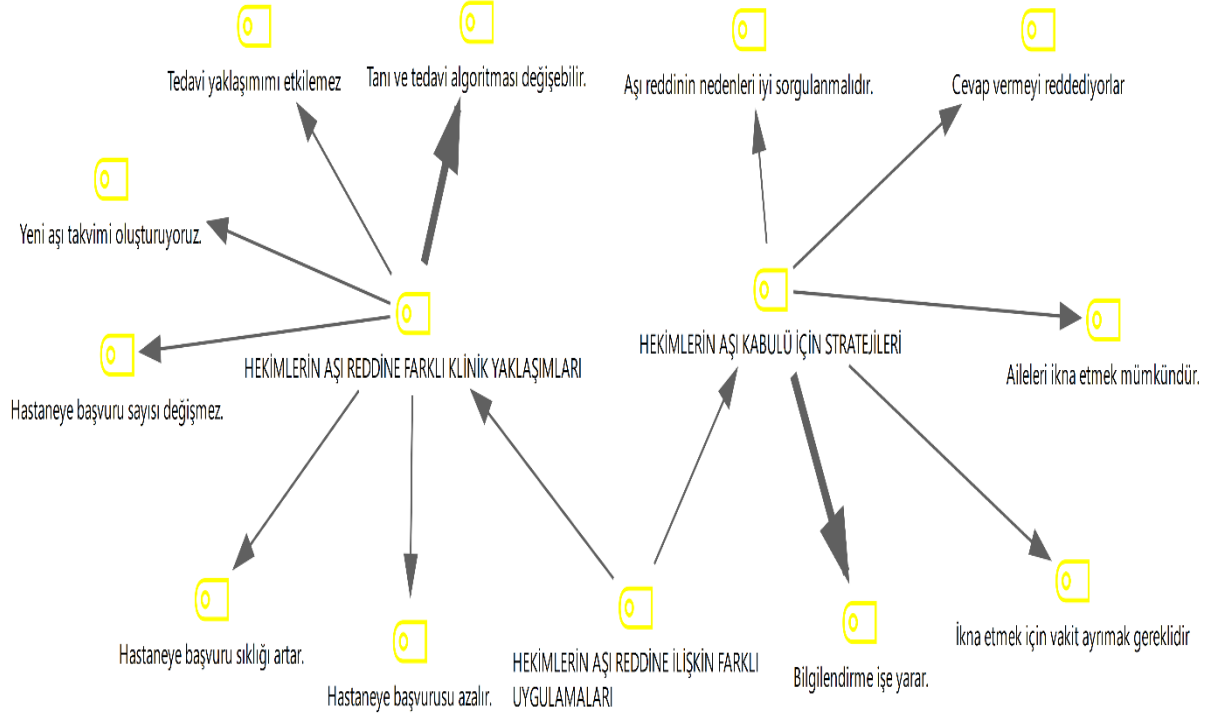 Tedavi yaklaşımımı etkilemez
Tanı ve tedavi algoritması değişebilir.
Aşı reddinin nedenleri iyi sorgulanmalıdır.
Cevap vermeyi reddediyorlar
Yeni aşı takvimi oluşturuyoruz.
HEKİMLERİN AŞI REDDİNE FARKLI KLİNİK YAKLAŞIMLARI
HEKİMLERİN AŞI KABULÜ İÇİN STRATEJİLERİ
Aileleri ikna etmek mümkündür.
Hastaneye başvuru sayısı değişmez.
Hastaneye başvuru sıklığı artar.
Hastaneye başvurusu azalır.
HEKİMLERİN AŞI REDDİNE İLİŞKİN FARKLI
UYGULAMALARI
Bilgilendirme işe yarar.
İkna etmek için vakit ayrımak gereklidir